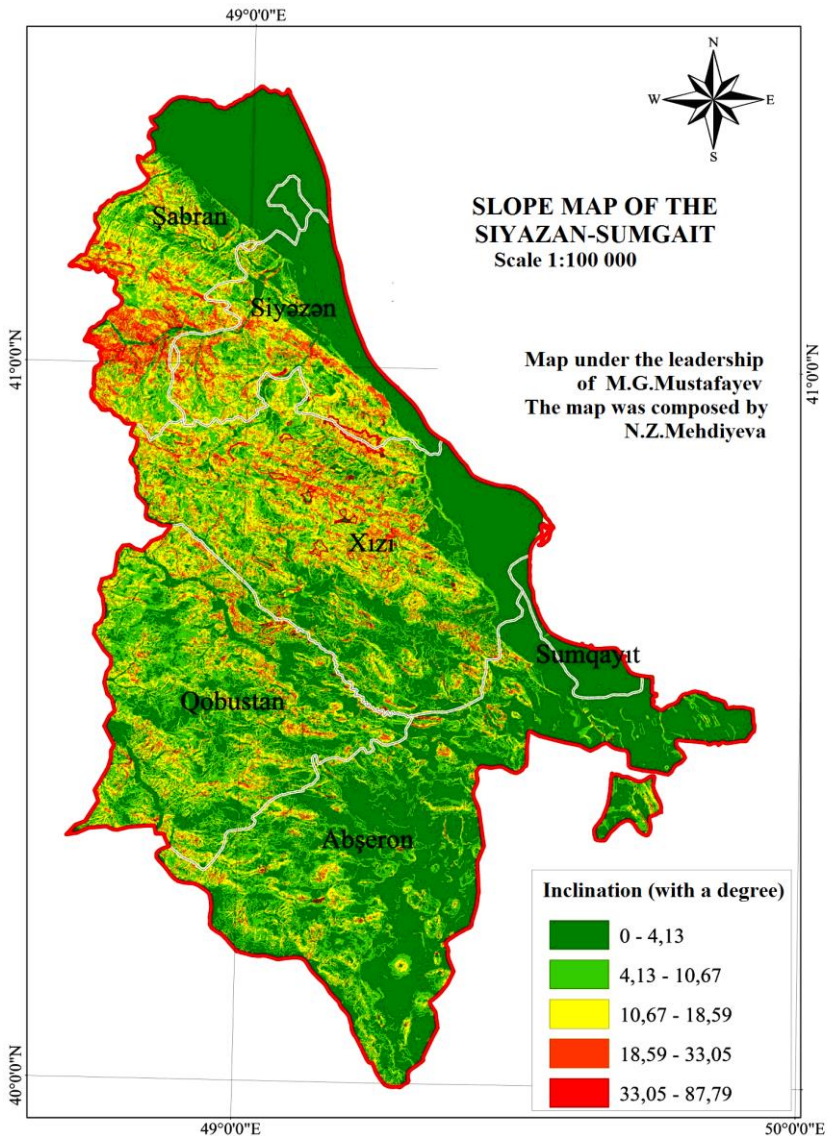 49°0'0"E
N
W
E
S
SLOPE MAP OF THE
SIYAZAN-SUMGAIT
Scale 1:100 000
Şabran
Siyəzən
41°0'0"N
41°0'0"N
Map under the leadership
of M.G.Mustafayev
The map was composed by
N.Z.Mehdiyeva
Xızı
Sumqayıt
Qobustan
Abşeron
Inclination (with a degree)
0 - 4,13
4,13 - 10,67
10,67 - 18,59
18,59 - 33,05
33,05 - 87,79
40°0'0"N
49°0'0"E
50°0'0"E